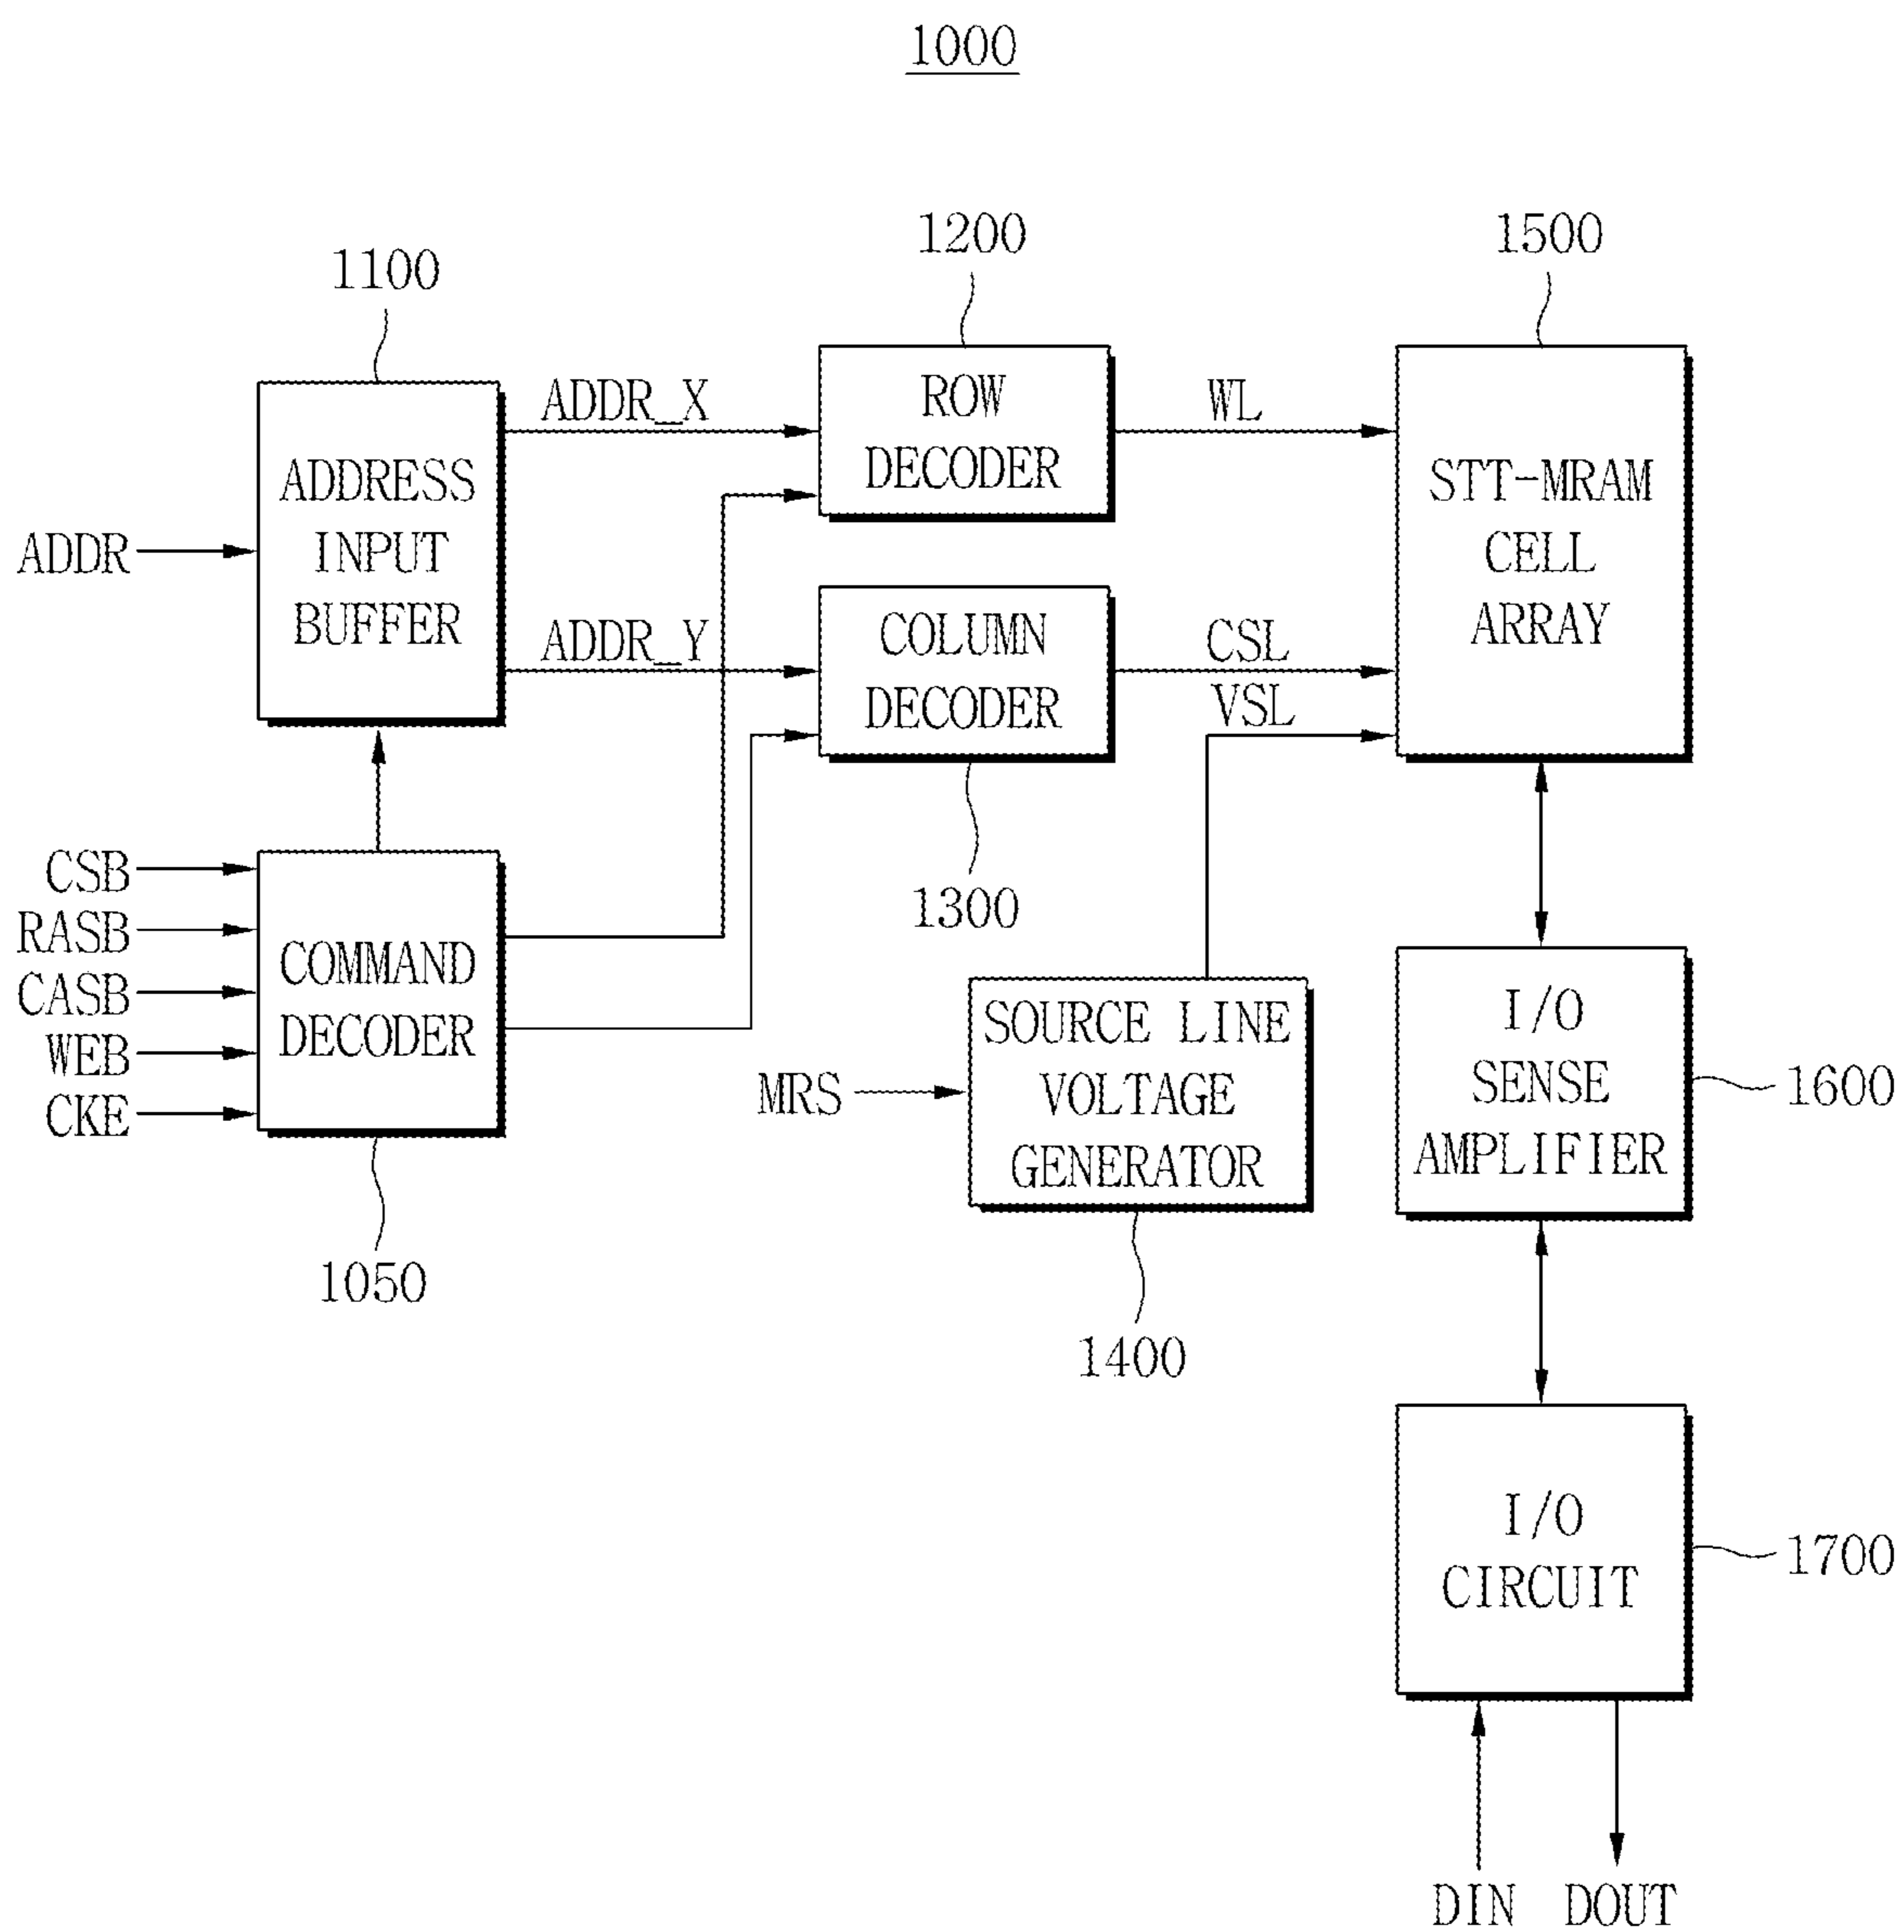 1000
1100
1200
1500
ADDRESS
INPUT
BUFFER
ADDR
ADDR_X
ADDR_Y
ROW
DECODER
WL
STT-MRAM
CELL
ARRAY
COLUMN
DECODER
CSL
VSL
1300
CSB
RASB
CASB
WEB
CKE
COMMAND
DECODER
1050
MRS
SOURCE LINE
VOLTAGE
GENERATOR
1400
I/O
SENSE
AMPLIFIER
1600
I/O
CIRCUIT
1700
DIN
DOUT